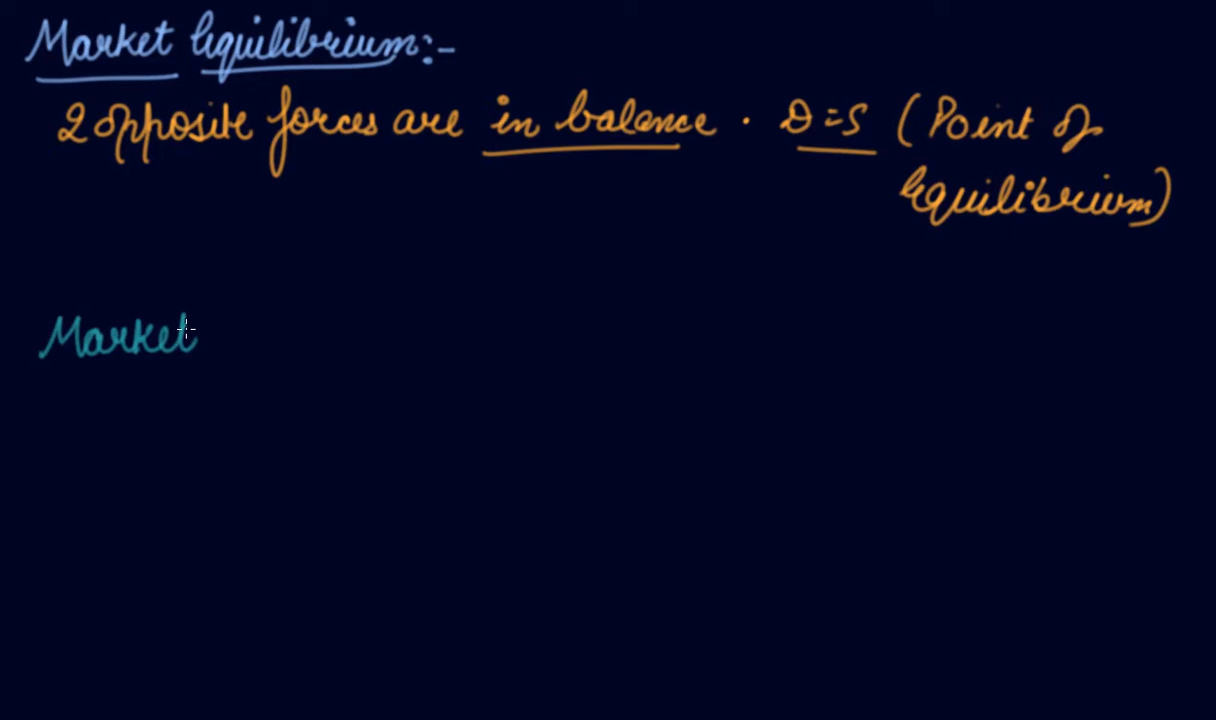 Market Equilibrium:-
2 opposite forces are in balance . D=S (Point of
Equilibrium)
Market